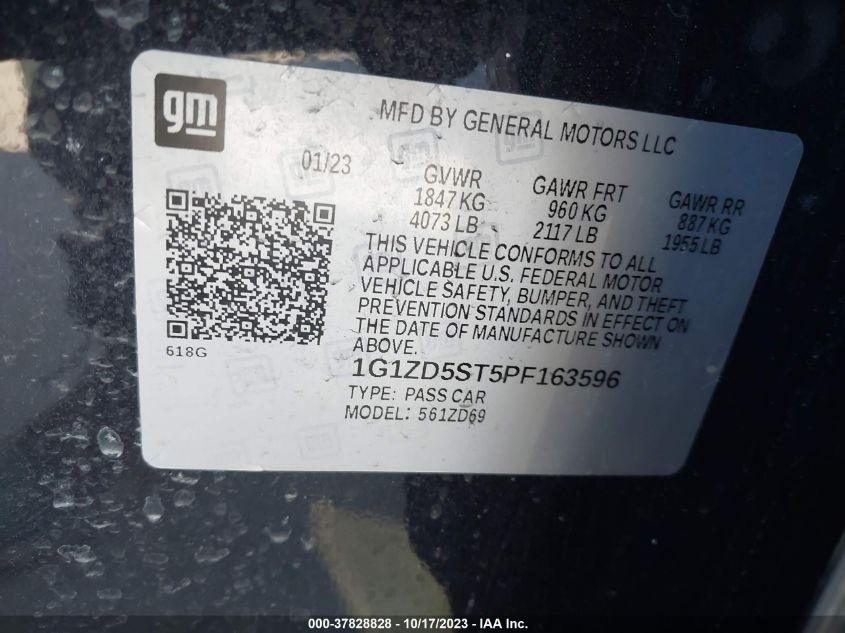 gm
MFD BY GENERAL MOTORS LLC
01/23
GVWR
1847 KG
4073 LB
GAWR FRT
960 KG
2117 LB
GAWR RR
887 KG
1955 LB
THIS VEHICLE CONFORMS TO ALL
APPLICABLE U.S. FEDERAL MOTOR
VEHICLE SAFETY, BUMPER, AND THEFT
PREVENTION STANDARDS IN EFFECT ON
THE DATE OF MANUFACTURE SHOWN
ABOVE.
618G
1G1ZD5ST5PF163596
TYPE: PASS CAR
MODEL: 561ZD69
000-37828828 - 10/17/2023 - IAA Inc.